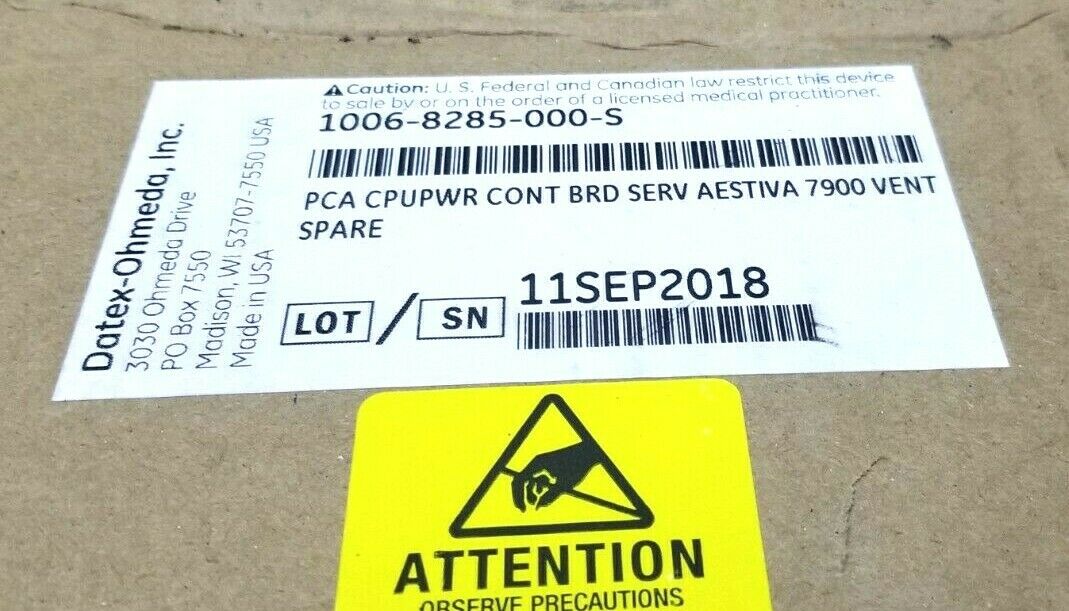 ⚠Caution: U. S. Federal and Canadian law restrict this device
to sale by or on the order of a licensed medical practitioner.
1006-8285-000-S
PCA CPUPWR CONT BRD SERV AESTIVA 7900 VENT
SPARE
Datex-Ohmeda, Inc.
3030 Ohmeda Drive
PO Box 7550
Madison, WI 53707-7550 USA
Made in USA
LOT / SN
11SEP2018
ATTENTION
OBSERVE PRECAUTIONS